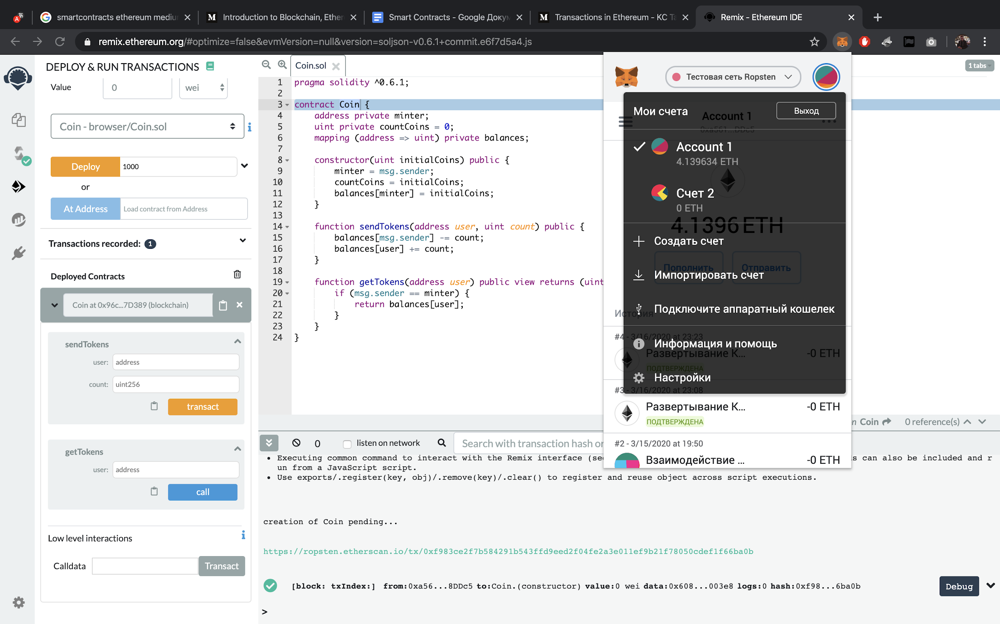 smartcontracts ethereum mediu
Introduction to Blockchain, Ether
Smart Contracts - Google Докум
Transactions in Ethereum - KC Ta
Remix - Ethereum IDE
remix.ethereum.org/#optimize=false&evmVersion=null&version=soljson-v0.6.1+commit.e6f7d5a4.js
DEPLOY & RUN TRANSACTIONS
Value
0
wei
Coin - browser/Coin.sol
Deploy
1000
or
At Address
Load contract from Address
Transactions recorded: 1
Deployed Contracts
Coin at 0x96c...7D389 (blockchain)
sendTokens
user:
address
count:
uint256
transact
getTokens
user:
address
call
Low level interactions
Calldata
Transact
Coin.sol
1 tabs
1 pragma solidity ^0.6.1;
2
3 contract Coin {
4 address private minter;
5 uint private countCoins = 0;
6 mapping (address => uint) private balances;
7
8 constructor(uint initialCoins) public {
9 minter = msg.sender;
10 countCoins = initialCoins;
11 balances[minter] = initialCoins;
12 }
13
14 function sendTokens(address user, uint count) public {
15 balances[msg.sender] -= count;
16 balances[user] += count;
17 }
18
19 function getTokens(address user) public view returns (uint
20 if (msg.sender == minter) {
21 return balances[user];
22 }
23 }
24 }
Тестовая сеть Ropsten
Мои счета
Выход
Account 1
0xa561...DDc5
Account 1
4.139634 ETH
Счет 2
0 ETH
4.1396 ETH
Создать счет
Пополнить
Отправить
Импортировать счет
Подключите аппаратный кошелек
История
#4 - 3/16/2020 at 23:23
Информация и помощь
Развертывание К...
-0 ETH
ПОДТВЕРЖДЕНА
Настройки
#3 - 3/16/2020 at 23:08
Развертывание К...
-0 ETH
ПОДТВЕРЖДЕНА
#2 - 3/15/2020 at 19:50
Взаимодействие ...
-0 ETH
n Coin
0 reference(s)
0
listen on network
Search with transaction hash or
• Executing common command to interact with the Remix interface (se
s can also be included and r
un from a JavaScript script.
• Use exports/.register(key, obj)/.remove(key)/.clear() to register and reuse object across script executions.
creation of Coin pending...
https://ropsten.etherscan.io/tx/0xf983ce2f7b584291b543ffd9eed2f04fe2a3e011ef9b21f78050cdef1f66ba0b
[block: txIndex:] from:0xa56...8DDc5 to:Coin.(constructor) value:0 wei data:0x608...003e8 logs:0 hash:0xf98...6ba0b
Debug
>